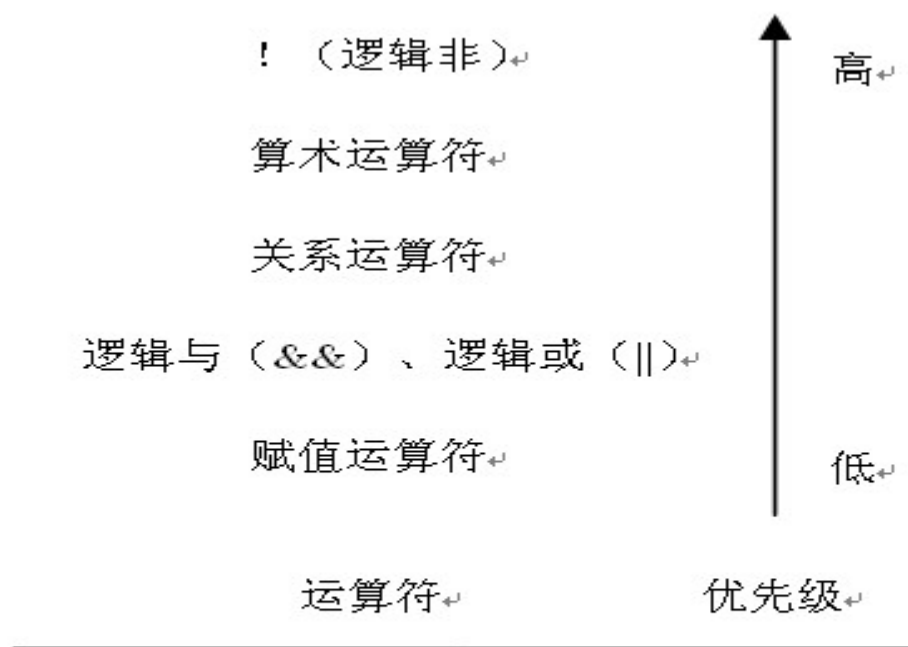 ! （逻辑非）
高
算术运算符
关系运算符
逻辑与（&&）、逻辑或（||）
赋值运算符
低
运算符 优先级